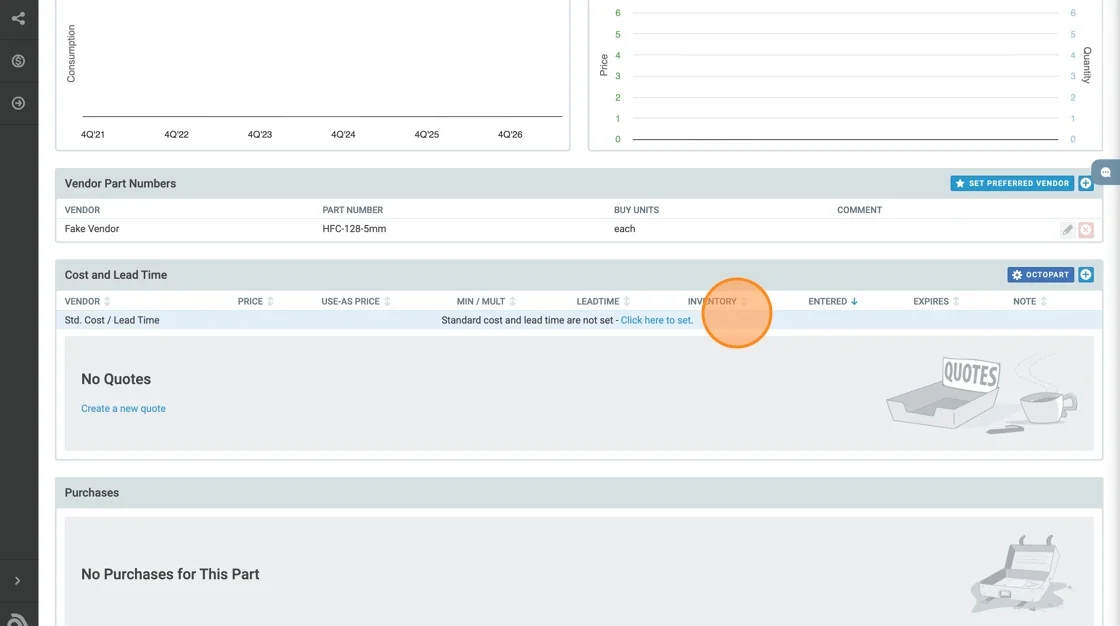 Consumption
4Q'21 4Q'22 4Q'23 4Q'24 4Q'25 4Q'26
Price
6 6
5 5
4 4
3 3
2 2
1 1
0 0
Quantity
Vendor Part Numbers SET PREFERRED VENDOR
VENDOR PART NUMBER BUY UNITS COMMENT
Fake Vendor HFC-128-5mm each
Cost and Lead Time OCTOPART
VENDOR PRICE USE-AS PRICE MIN / MULT LEADTIME INVENTORY ENTERED EXPIRES NOTE
Std. Cost / Lead Time Standard cost and lead time are not set - Click here to set.
No Quotes
Create a new quote
QUOTES
Purchases
No Purchases for This Part